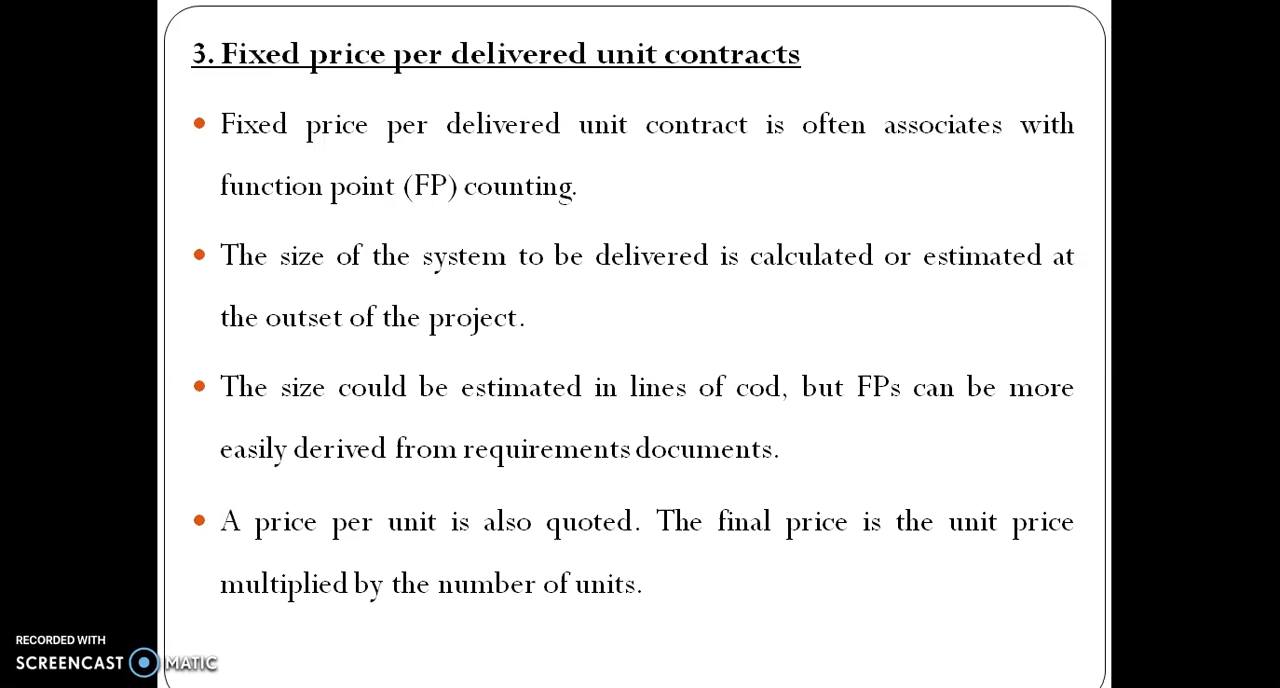 3. Fixed price per delivered unit contracts
Fixed price per delivered unit contract is often associates with
function point (FP) counting.
The size of the system to be delivered is calculated or estimated at
the outset of the project.
The size could be estimated in lines of cod, but FPs can be more
easily derived from requirements documents.
A price per unit is also quoted. The final price is the unit price
multiplied by the number of units.
RECORDED WITH
SCREENCAST MATIC